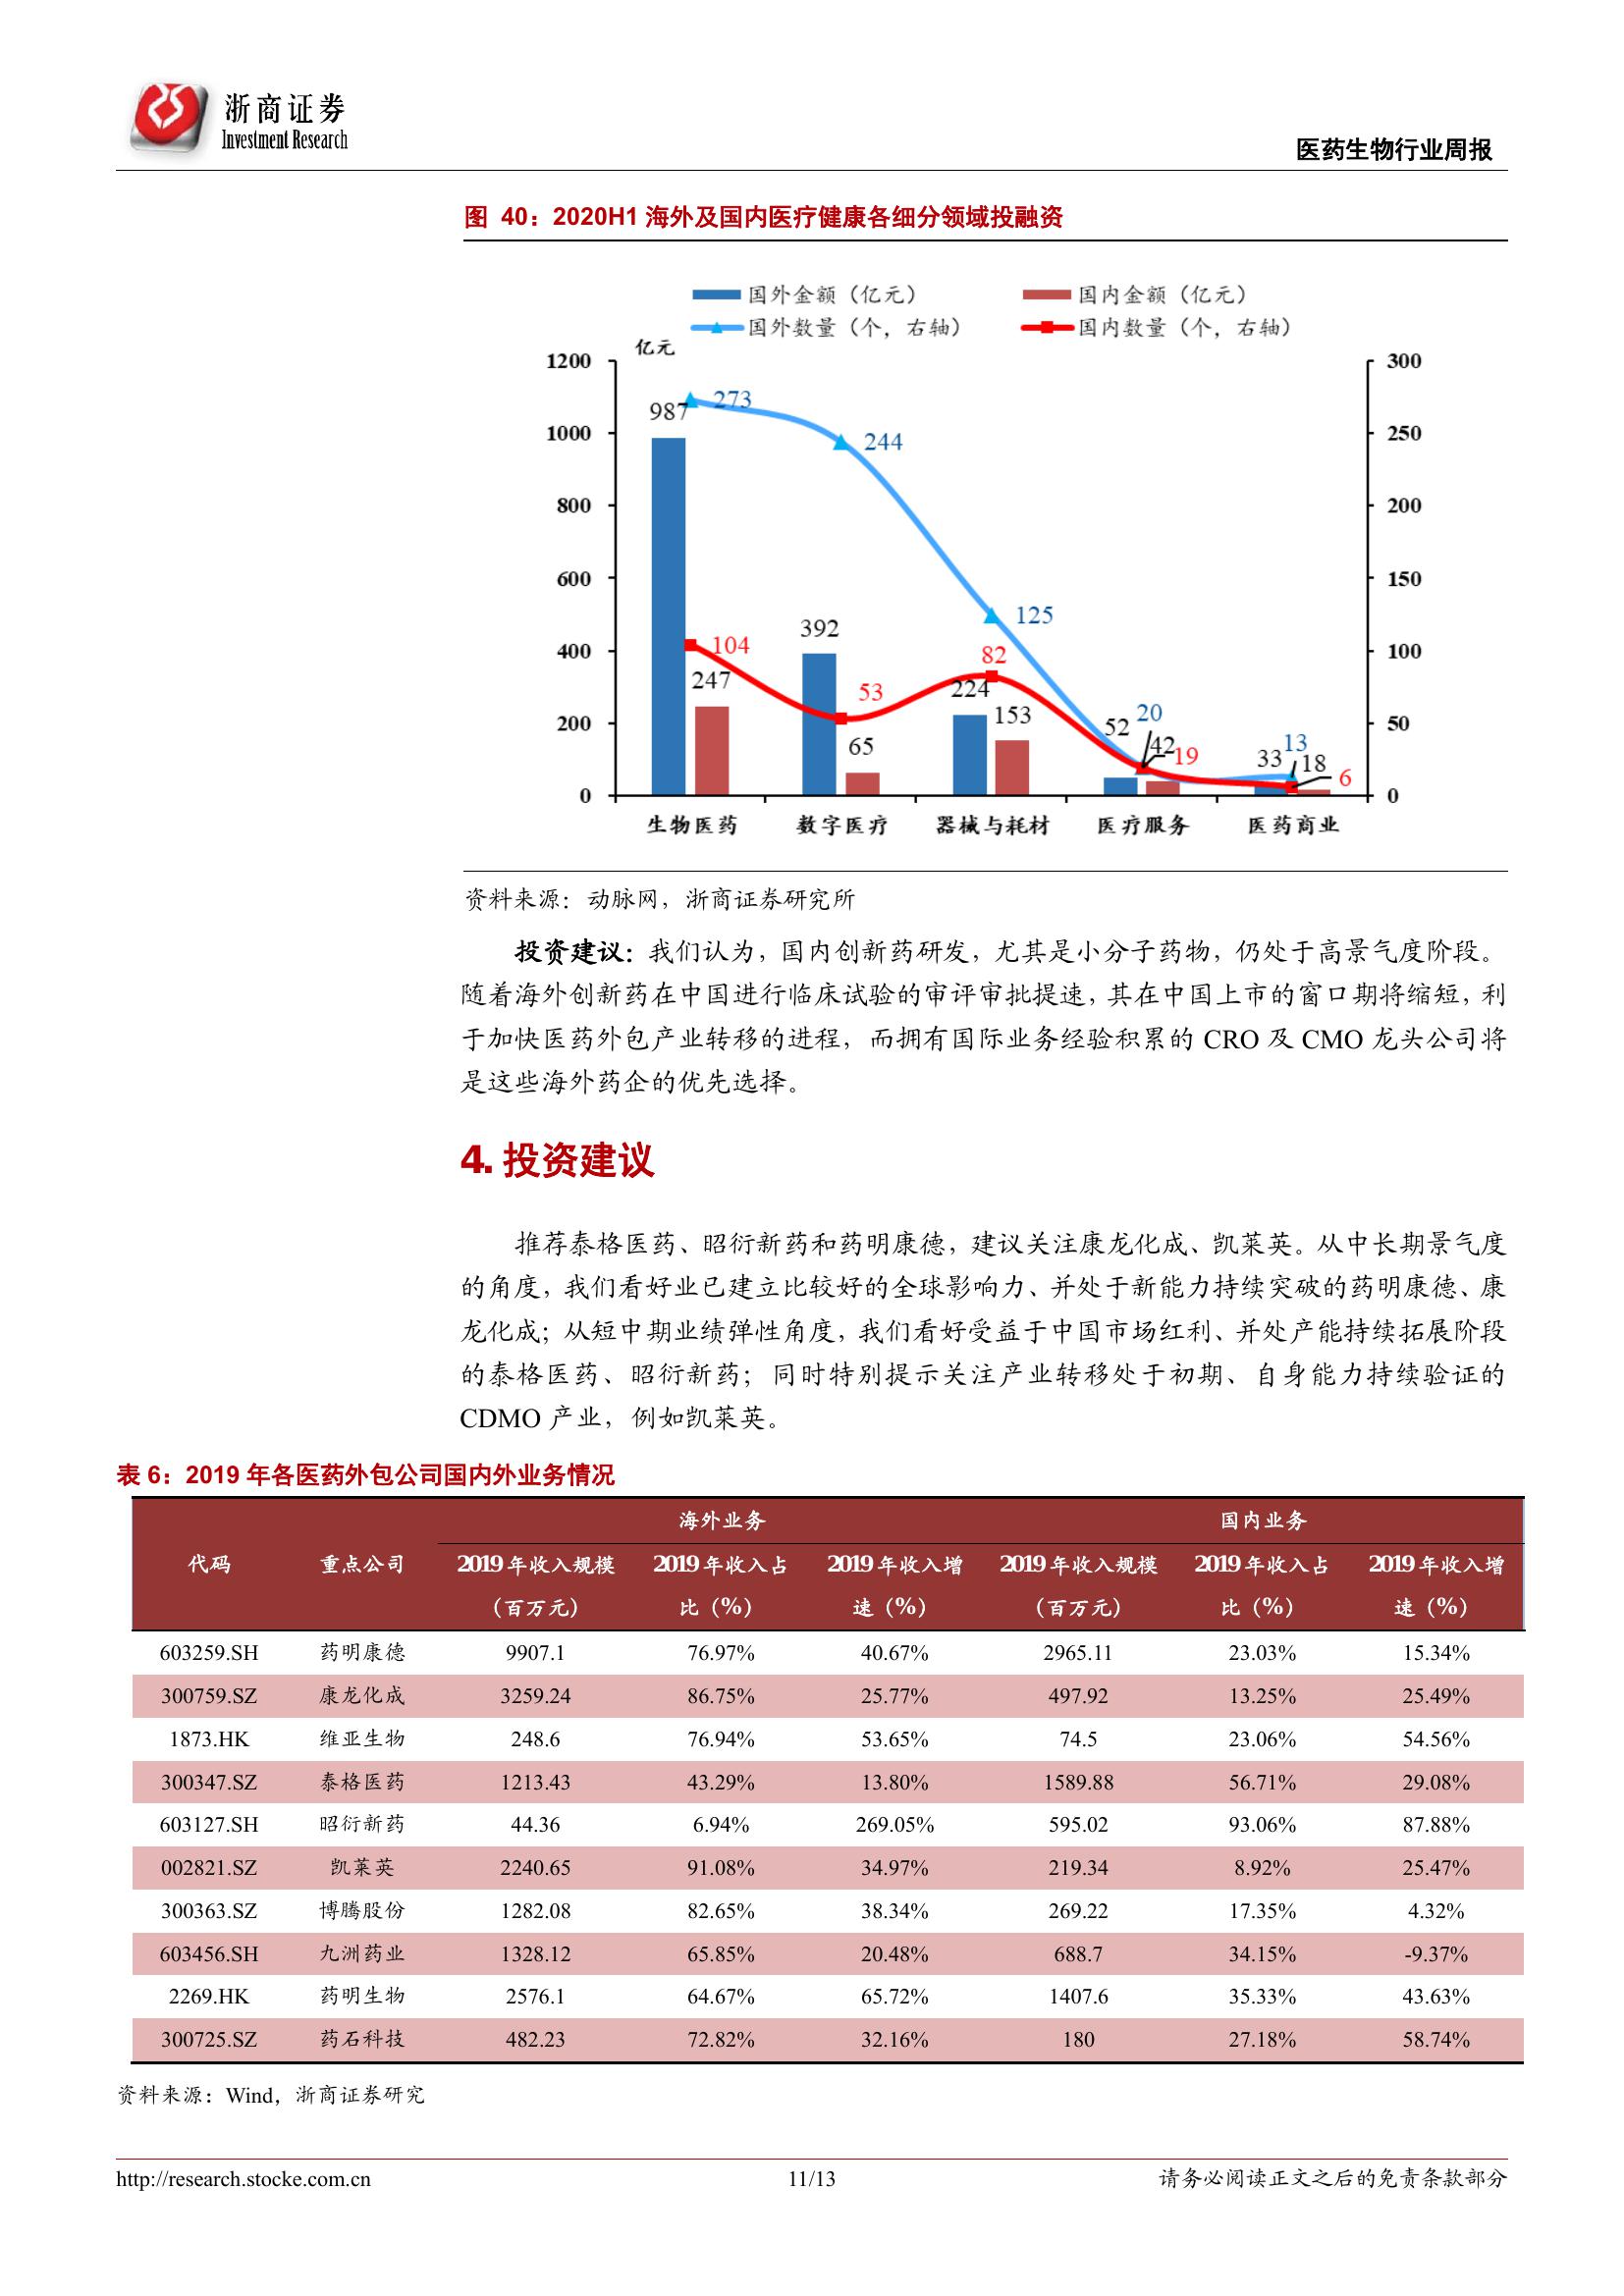 浙商证券
Investment Research
医药生物行业周报
图 40：2020H1 海外及国内医疗健康各细分领域投融资
国外金额（亿元） 国内金额（亿元）
国外数量（个，右轴） 国内数量（个，右轴）
亿元
1200 300
987 273
1000 250
244
800 200
600 150
125
392
400 104 82 100
247 224
53 153
200 65 52 20 50
42 19 33 13 18 6
0 0
生物医药 数字医疗 器械与耗材 医疗服务 医药商业
资料来源：动脉网，浙商证券研究所
投资建议：我们认为，国内创新药研发，尤其是小分子药物，仍处于高景气度阶段。
随着海外创新药在中国进行临床试验的审评审批提速，其在中国上市的窗口期将缩短，利
于加快医药外包产业转移的进程，而拥有国际业务经验积累的 CRO 及 CMO 龙头公司将
是这些海外药企的优先选择。
4. 投资建议
推荐泰格医药、昭衍新药和药明康德，建议关注康龙化成、凯莱英。从中长期景气度
的角度，我们看好业已建立比较好的全球影响力、并处于新能力持续突破的药明康德、康
龙化成；从短中期业绩弹性角度，我们看好受益于中国市场红利、并处产能持续拓展阶段
的泰格医药、昭衍新药；同时特别提示关注产业转移处于初期、自身能力持续验证的
CDMO 产业，例如凯莱英。
表 6：2019 年各医药外包公司国内外业务情况
海外业务 国内业务
代码 重点公司 2019 年收入规模 2019 年收入占 2019 年收入增 2019 年收入规模 2019 年收入占 2019 年收入增
（百万元） 比（%） 速（%） （百万元） 比（%） 速（%）
603259.SH 药明康德 9907.1 76.97% 40.67% 2965.11 23.03% 15.34%
300759.SZ 康龙化成 3259.24 86.75% 25.77% 497.92 13.25% 25.49%
1873.HK 维亚生物 248.6 76.94% 53.65% 74.5 23.06% 54.56%
300347.SZ 泰格医药 1213.43 43.29% 13.80% 1589.88 56.71% 29.08%
603127.SH 昭衍新药 44.36 6.94% 269.05% 595.02 93.06% 87.88%
002821.SZ 凯莱英 2240.65 91.08% 34.97% 219.34 8.92% 25.47%
300363.SZ 博腾股份 1282.08 82.65% 38.34% 269.22 17.35% 4.32%
603456.SH 九洲药业 1328.12 65.85% 20.48% 688.7 34.15% -9.37%
2269.HK 药明生物 2576.1 64.67% 65.72% 1407.6 35.33% 43.63%
300725.SZ 药石科技 482.23 72.82% 32.16% 180 27.18% 58.74%
资料来源：Wind，浙商证券研究
http://research.stocke.com.cn 11/13 请务必阅读正文之后的免责条款部分